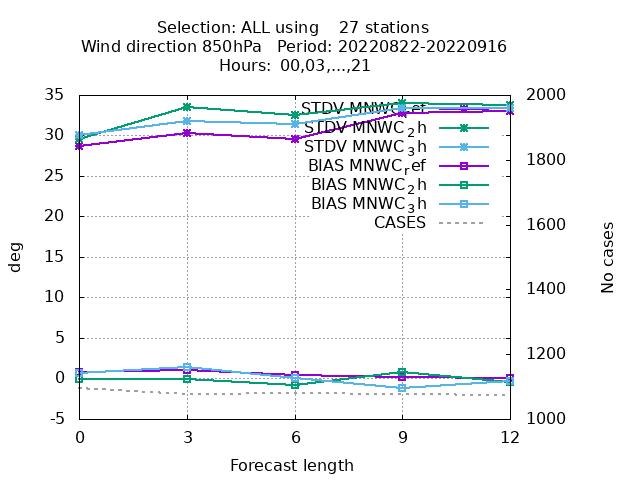 Selection: ALL using 27 stations
Wind direction 850hPa Period: 20220822-20220916
Hours: 00,03,...,21
35
30
25
20
15
10
5
0
-5
2000
1800
1600
1400
1200
1000
deg
No cases
STDV MNWC_ref
STDV MNWC_2h
STDV MNWC_3h
BIAS MNWC_ref
BIAS MNWC_2h
BIAS MNWC_3h
CASES
0 3 6 9 12
Forecast length